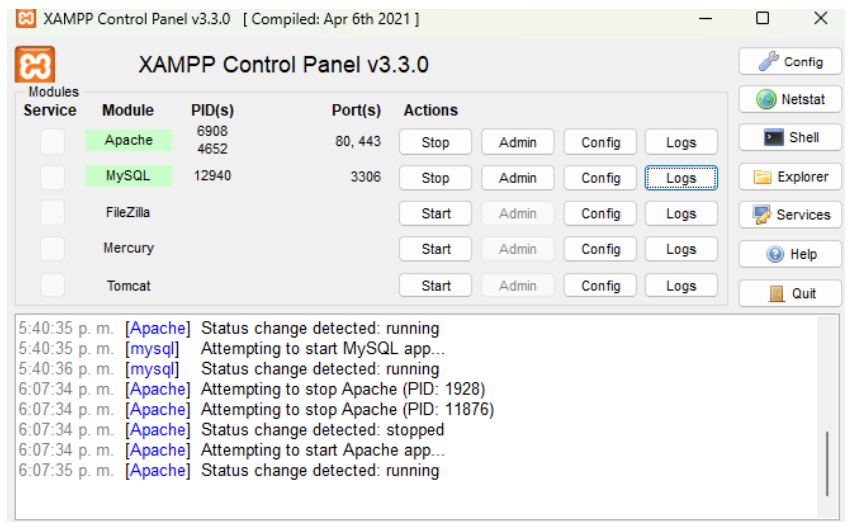 XAMPP Control Panel v3.3.0 [ Compiled: Apr 6th 2021 ]
XAMPP Control Panel v3.3.0
Config
Modules
Service Module PID(s) Port(s) Actions
Netstat
Apache 6908 4652 80, 443 Stop Admin Config Logs
Shell
MySQL 12940 3306 Stop Admin Config Logs
Explorer
FileZilla Start Admin Config Logs
Services
Mercury Start Admin Config Logs
Help
Tomcat Start Admin Config Logs
Quit
5:40:35 p. m. [Apache] Status change detected: running
5:40:35 p. m. [mysql] Attempting to start MySQL app...
5:40:36 p. m. [mysql] Status change detected: running
6:07:34 p. m. [Apache] Attempting to stop Apache (PID: 1928)
6:07:34 p. m. [Apache] Attempting to stop Apache (PID: 11876)
6:07:34 p. m. [Apache] Status change detected: stopped
6:07:34 p. m. [Apache] Attempting to start Apache app...
6:07:35 p. m. [Apache] Status change detected: running